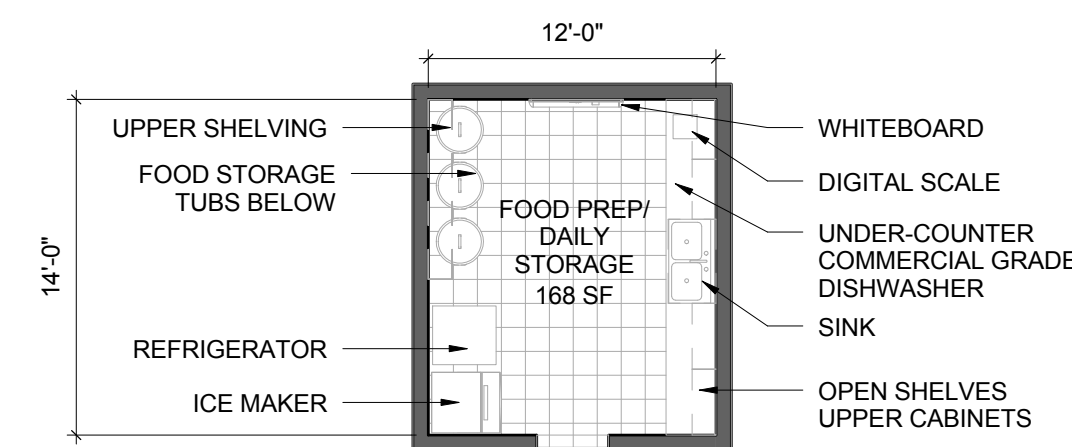 12'-0"
14'-0"
UPPER SHELVING
FOOD STORAGE
TUBS BELOW
REFRIGERATOR
ICE MAKER
FOOD PREP/
DAILY
STORAGE
168 SF
WHITEBOARD
DIGITAL SCALE
UNDER-COUNTER
COMMERCIAL GRADE
DISHWASHER
SINK
OPEN SHELVES
UPPER CABINETS